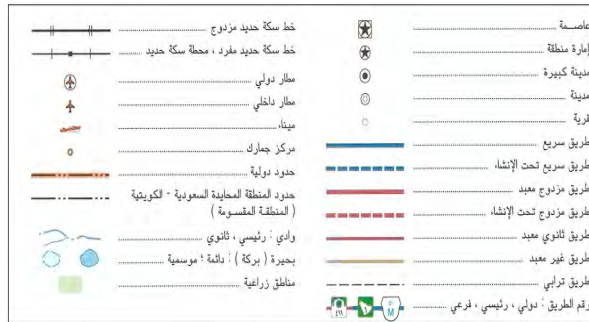 عاصـــمة
إمارة منطقة
مدينة كبيرة
مدينة
قرية
طريق سريع
طريق سريع تحت الإنشاء
طريق مزدوج معبد
طريق مزدوج تحت الإنشاء
طريق ثانوي معبد
طريق غير معبد
طريق ترابي
رقم الطريق : دولي ، رئيسي ، فرعي
خط سكة حديد مزدوج
خط سكة حديد مفرد ، محطة سكة حديد
مطار دولي
مطار داخلي
ميناء
مركز جمارك
حدود دولية
حدود المنطقة المحايدة السعودية - الكويتية
( المنطقـة المقسـومة )
وادي : رئيسي ، ثانوي
بحيرة ( بركة ) : دائمة ؛ موسمية
مناطق زراعية